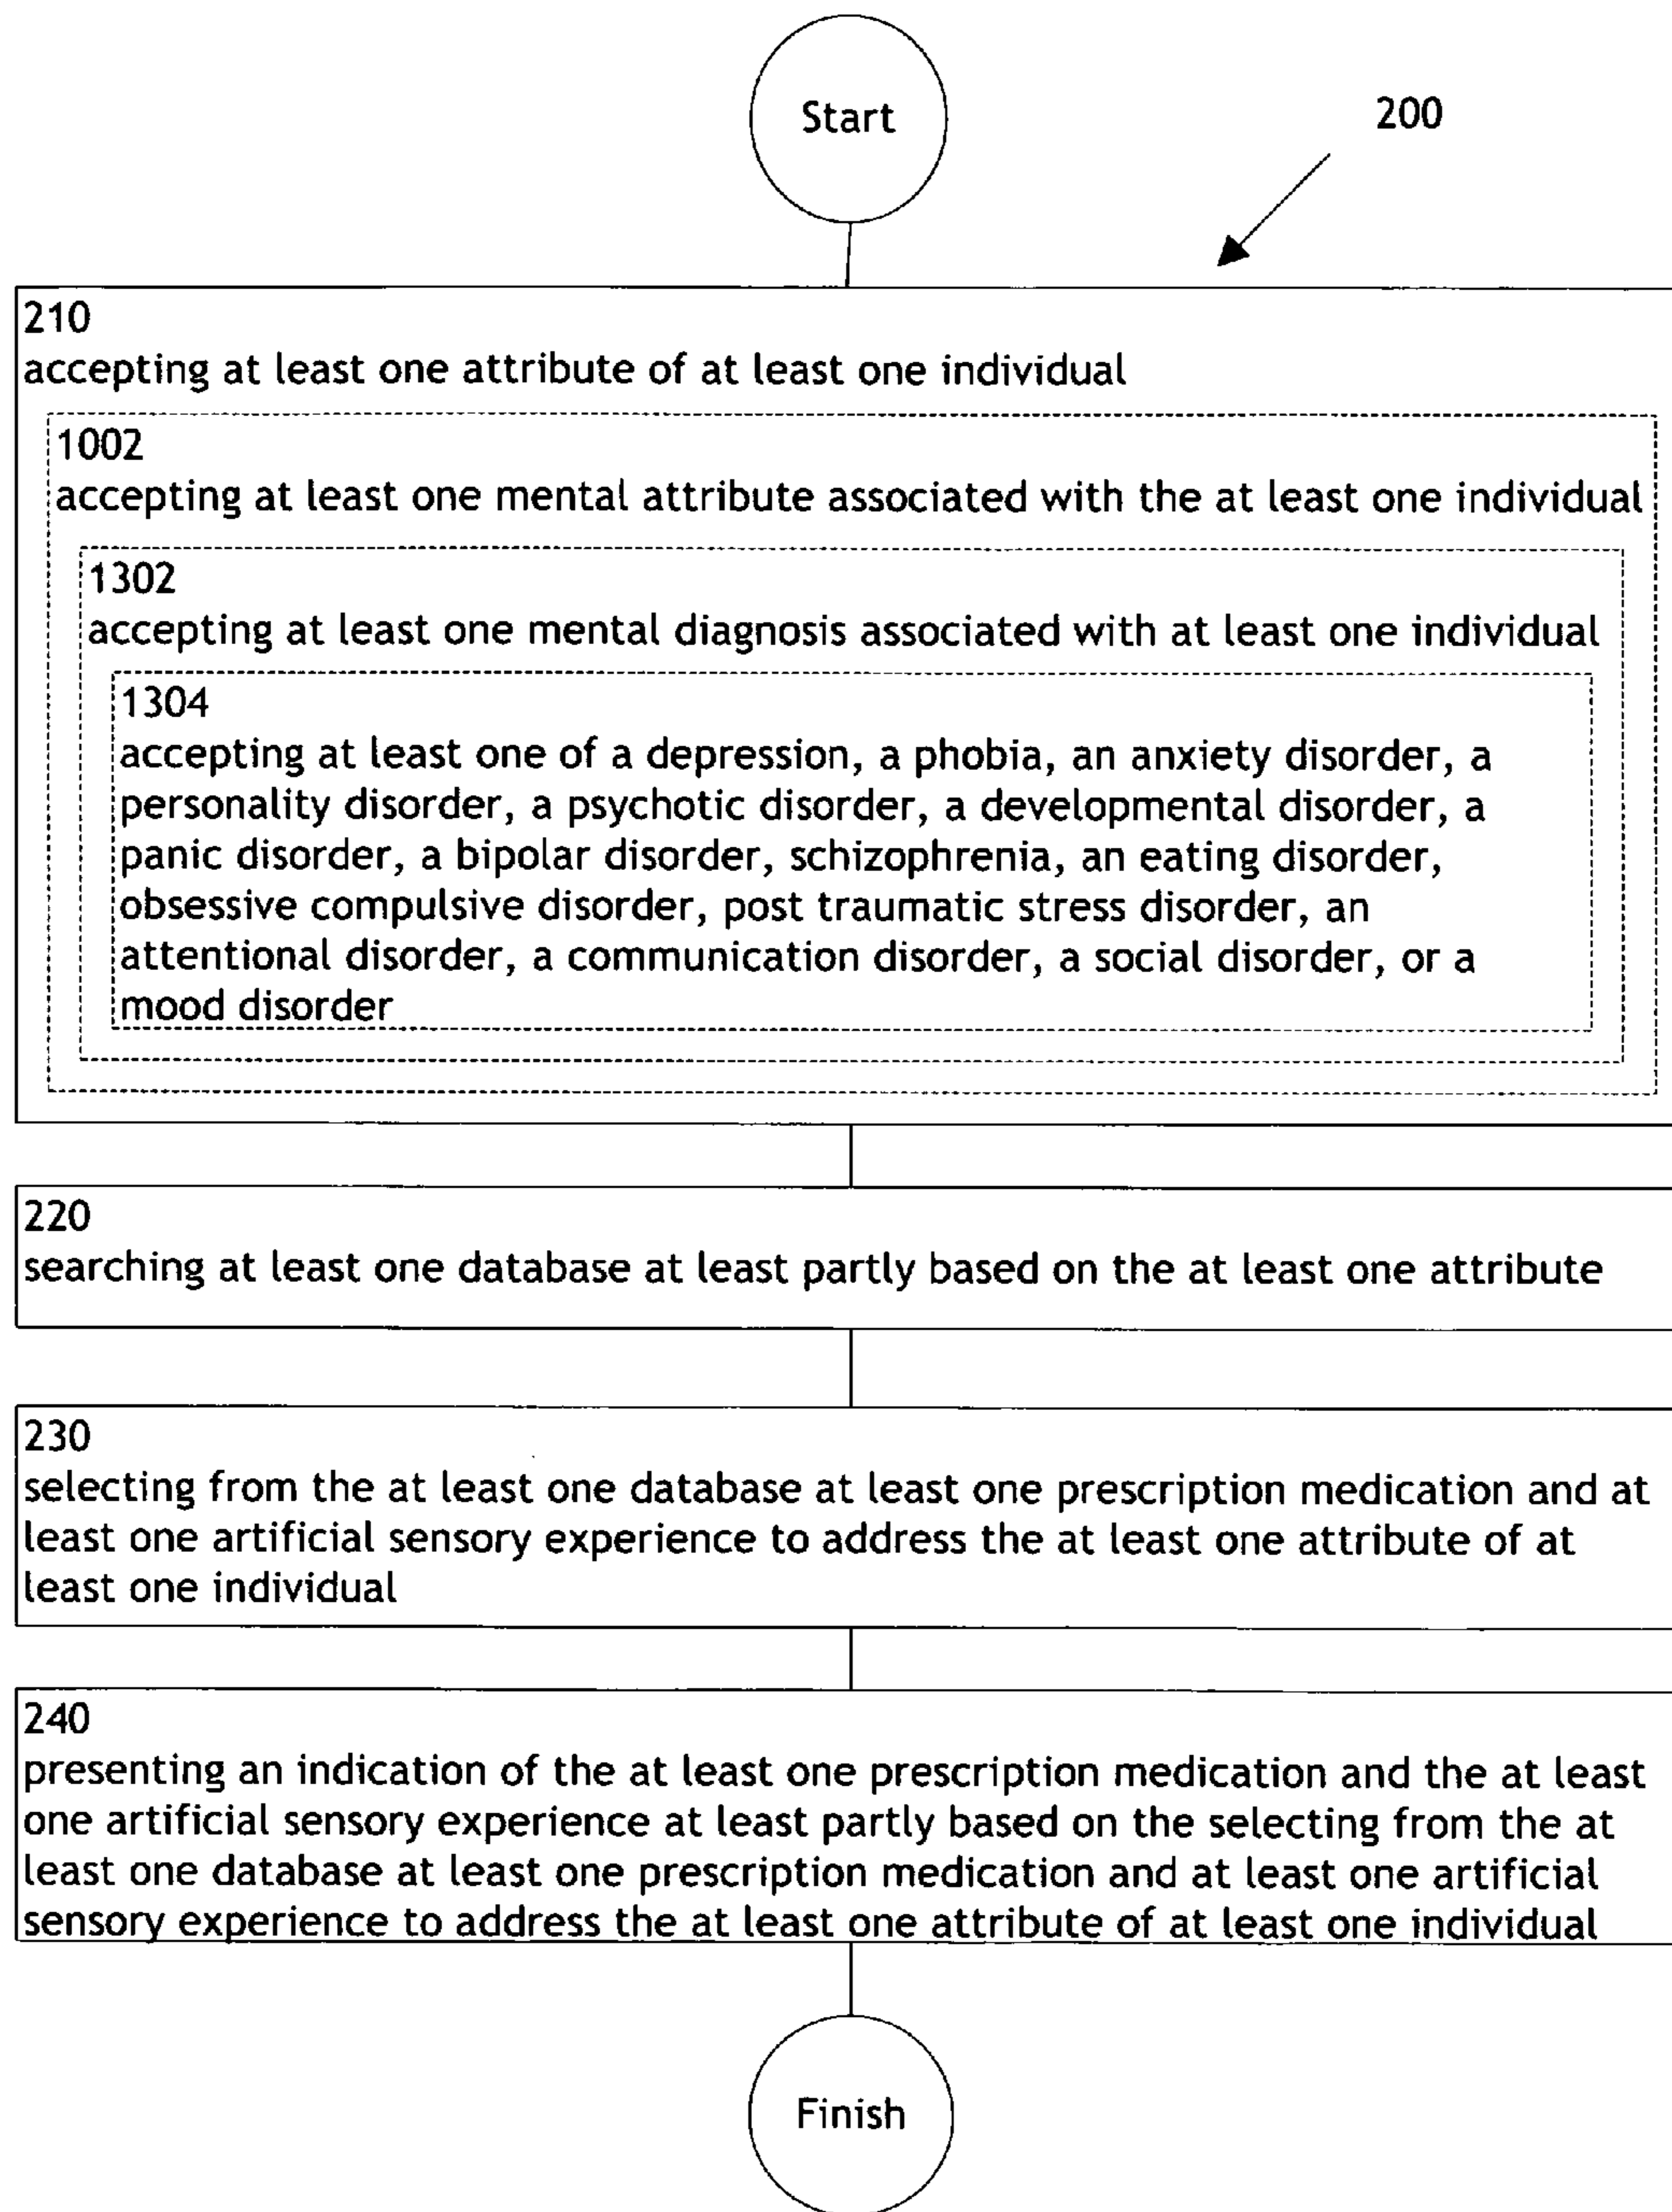 Start
200
210
accepting at least one attribute of at least one individual
1002
accepting at least one mental attribute associated with the at least one individual
1302
accepting at least one mental diagnosis associated with at least one individual
1304
accepting at least one of a depression, a phobia, an anxiety disorder, a
personality disorder, a psychotic disorder, a developmental disorder, a
panic disorder, a bipolar disorder, schizophrenia, an eating disorder,
obsessive compulsive disorder, post traumatic stress disorder, an
attentional disorder, a communication disorder, a social disorder, or a
mood disorder
220
searching at least one database at least partly based on the at least one attribute
230
selecting from the at least one database at least one prescription medication and at
least one artificial sensory experience to address the at least one attribute of at
least one individual
240
presenting an indication of the at least one prescription medication and the at least
one artificial sensory experience at least partly based on the selecting from the at
least one database at least one prescription medication and at least one artificial
sensory experience to address the at least one attribute of at least one individual
Finish